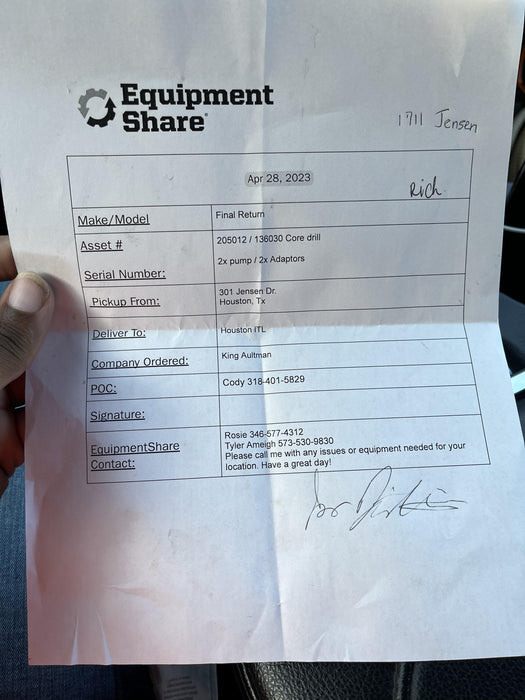 Equipment
Share
1711 Jensen
Apr 28, 2023
Rich
Make/Model
Final Return
Asset #
205012 / 136030 Core drill
2x pump / 2x Adaptors
Serial Number:
Pickup From:
301 Jensen Dr.
Houston, Tx
Deliver To:
Houston ITL
Company Ordered:
King Aultman
POC:
Cody 318-401-5829
Signature:
EquipmentShare
Contact:
Rosie 346-577-4312
Tyler Ameigh 573-530-9830
Please call me with any issues or equipment needed for your
location. Have a great day!